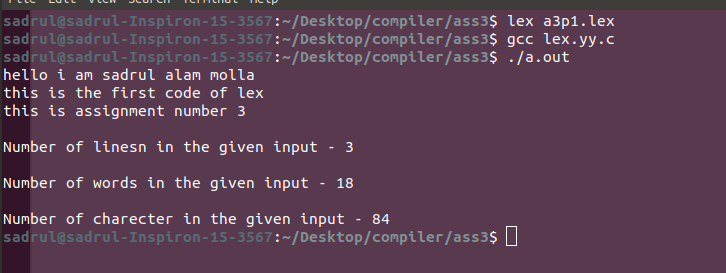 File Edit View Search Terminal Help
sadrul@sadrul-Inspiron-15-3567:~/Desktop/compiler/ass3$ lex a3p1.lex
sadrul@sadrul-Inspiron-15-3567:~/Desktop/compiler/ass3$ gcc lex.yy.c
sadrul@sadrul-Inspiron-15-3567:~/Desktop/compiler/ass3$ ./a.out
hello i am sadrul alam molla
this is the first code of lex
this is assignment number 3
Number of linesn in the given input - 3
Number of words in the given input - 18
Number of charecter in the given input - 84
sadrul@sadrul-Inspiron-15-3567:~/Desktop/compiler/ass3$